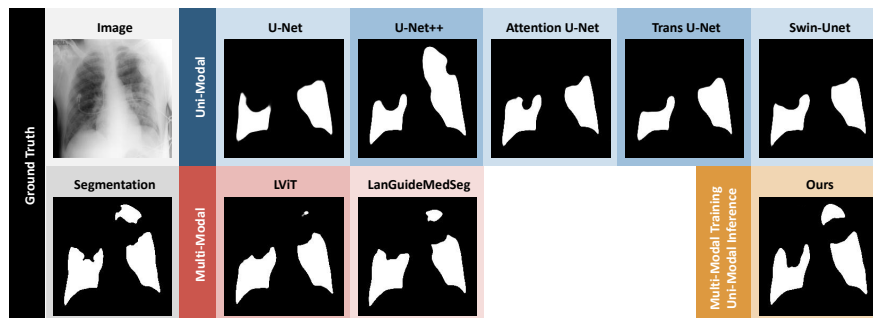 Ground Truth
Image
Uni-Modal
U-Net
U-Net++
Attention U-Net
Trans U-Net
Swin-Unet
Segmentation
Multi-Modal
LViT
LanGuideMedSeg
Multi-Modal Training
Uni-Modal Inference
Ours